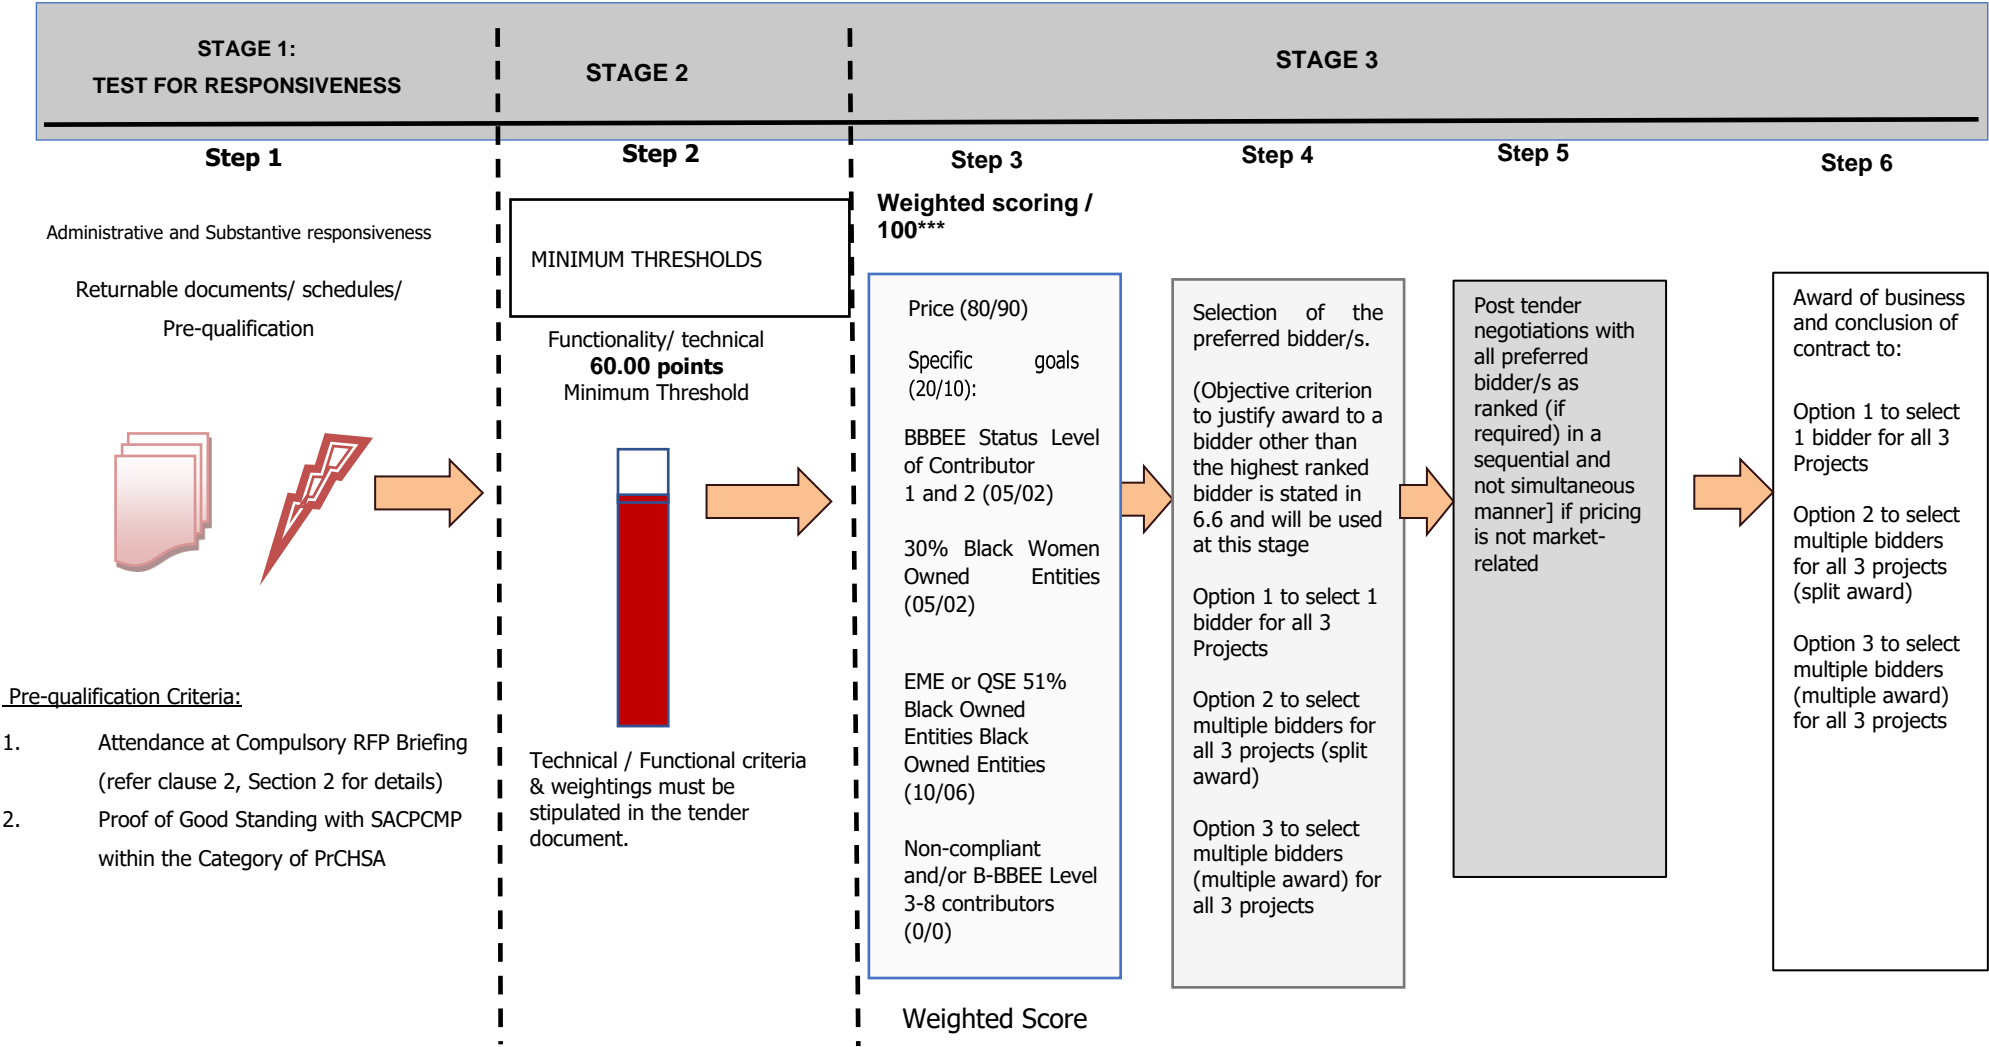 STAGE 1:
TEST FOR RESPONSIVENESS
STAGE 2
STAGE 3
Step 1
Administrative and Substantive responsiveness
Returnable documents/ schedules/
Pre-qualification
Pre-qualification Criteria:
1. Attendance at Compulsory RFP Briefing
(refer clause 2, Section 2 for details)
2. Proof of Good Standing with SACPCMP
within the Category of PrCHSA
Step 2
MINIMUM THRESHOLDS
Functionality/ technical
60.00 points
Minimum Threshold
Technical / Functional criteria
& weightings must be
stipulated in the tender
document.
Step 3
Weighted scoring /
100***
Price (80/90)
Specific goals
(20/10):
BBBEE Status Level
of Contributor
1 and 2 (05/02)
30% Black Women
Owned Entities
(05/02)
EME or QSE 51%
Black Owned
Entities Black
Owned Entities
(10/06)
Non-compliant
and/or B-BBEE Level
3-8 contributors
(0/0)
Weighted Score
Step 4
Selection of the
preferred bidder/s.
(Objective criterion
to justify award to a
bidder other than
the highest ranked
bidder is stated in
6.6 and will be used
at this stage
Option 1 to select 1
bidder for all 3
Projects
Option 2 to select
multiple bidders for
all 3 projects (split
award)
Option 3 to select
multiple bidders
(multiple award) for
all 3 projects
Step 5
Post tender
negotiations with
all preferred
bidder/s as
ranked (if
required) in a
sequential and
not simultaneous
manner] if pricing
is not market-
related
Step 6
Award of business
and conclusion of
contract to:
Option 1 to select
1 bidder for all 3
Projects
Option 2 to select
multiple bidders
for all 3 projects
(split award)
Option 3 to select
multiple bidders
(multiple award)
for all 3 projects